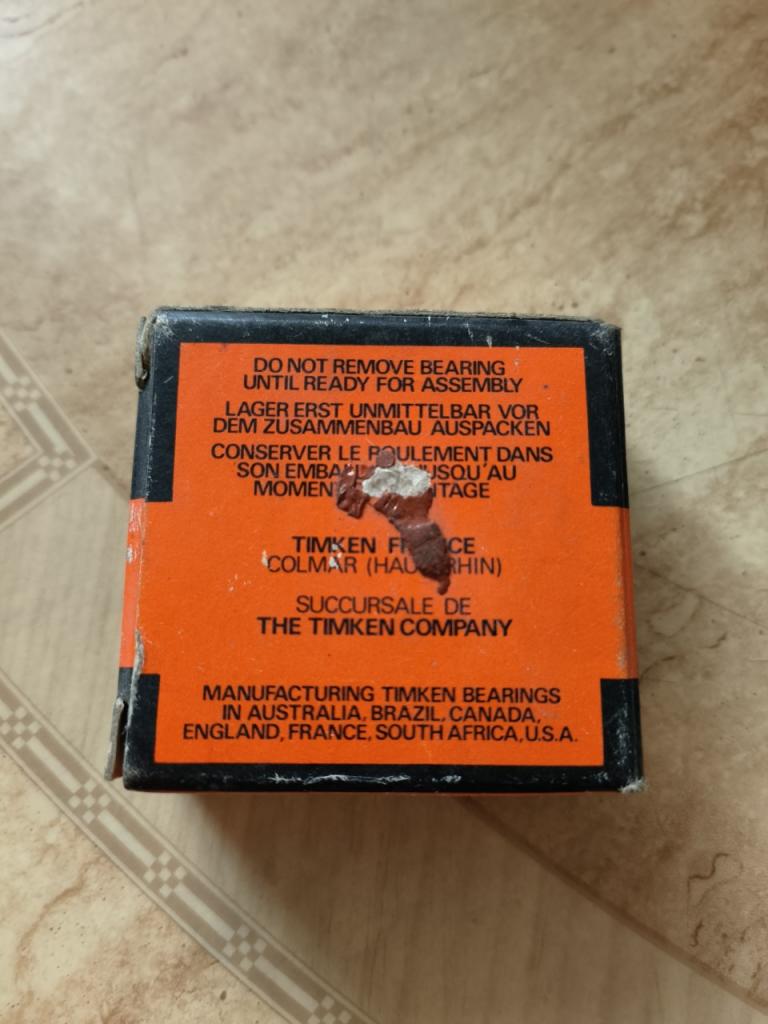 DO NOT REMOVE BEARING
UNTIL READY FOR ASSEMBLY
LAGER ERST UNMITTELBAR VOR
DEM ZUSAMMENBAU AUSPACKEN
CONSERVER LE ROULEMENT DANS
SON JUSQU'AU
TIMKEN
COLMAR
SUCCURSALE DE
THE TIMKEN COMPANY
MANUFACTURING TIMKEN BEARINGS
IN AUSTRALIA, BRAZIL, CANADA,
ENGLAND, FRANCE, SOUTH AFRICA, U.S.A.